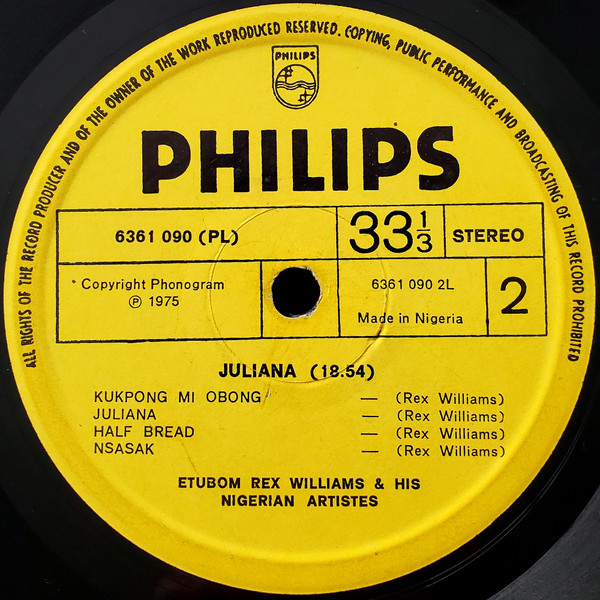 ALL RIGHTS OF THE RECORD PRODUCER AND OF THE OWNER OF THE WORK REPRODUCED RESERVED. COPYING, PUBLIC PERFORMANCE AND BROADCASTING OF THIS RECORD PROHIBITED
PHILIPS
PHILIPS
6361 090 (PL)
33 1/3
STEREO
Copyright Phonogram
Ⓟ 1975
6361 090 2L
Made in Nigeria
2
JULIANA (18.54)
KUKPONG MI OBONG — (Rex Williams)
JULIANA — (Rex Williams)
HALF BREAD — (Rex Williams)
NSASAK — (Rex Williams)
ETUBOM REX WILLIAMS & HIS
NIGERIAN ARTISTES